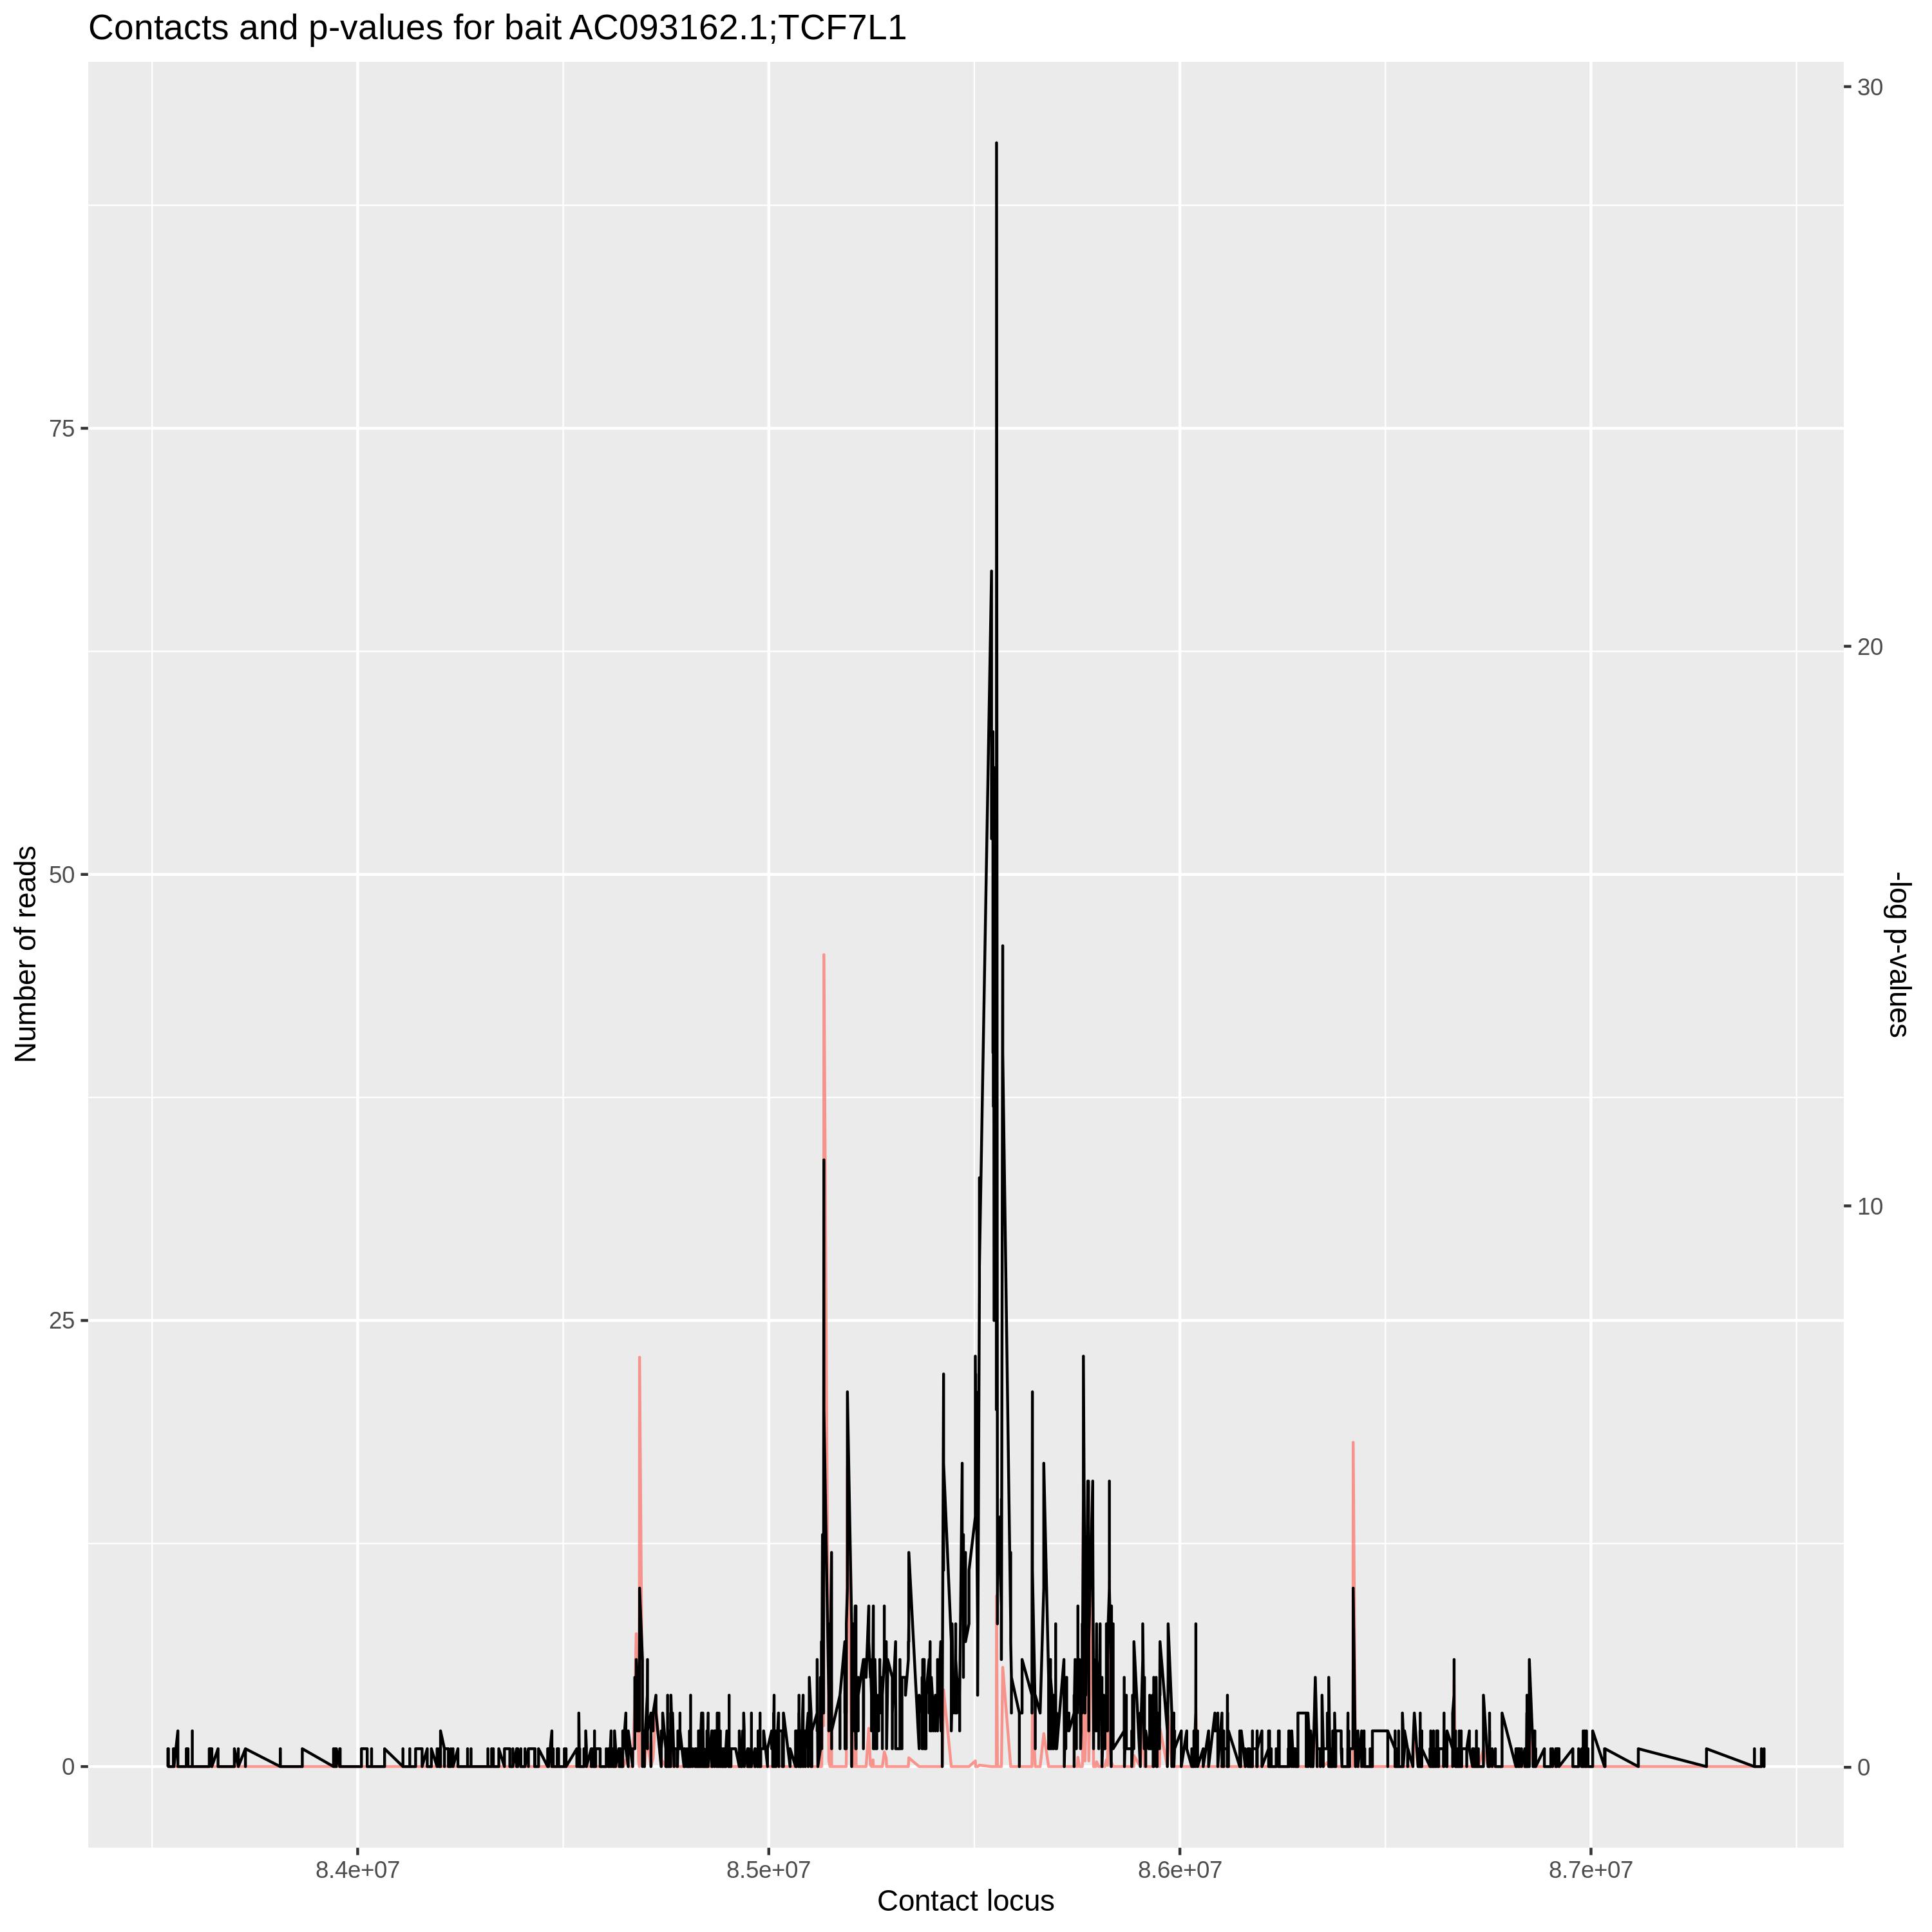 Contacts and p-values for bait AC093162.1;TCF7L1
30
75
20
50
Number of reads
-log p-values
10
25
0
0
8.4e+07 8.5e+07 8.6e+07 8.7e+07
Contact locus